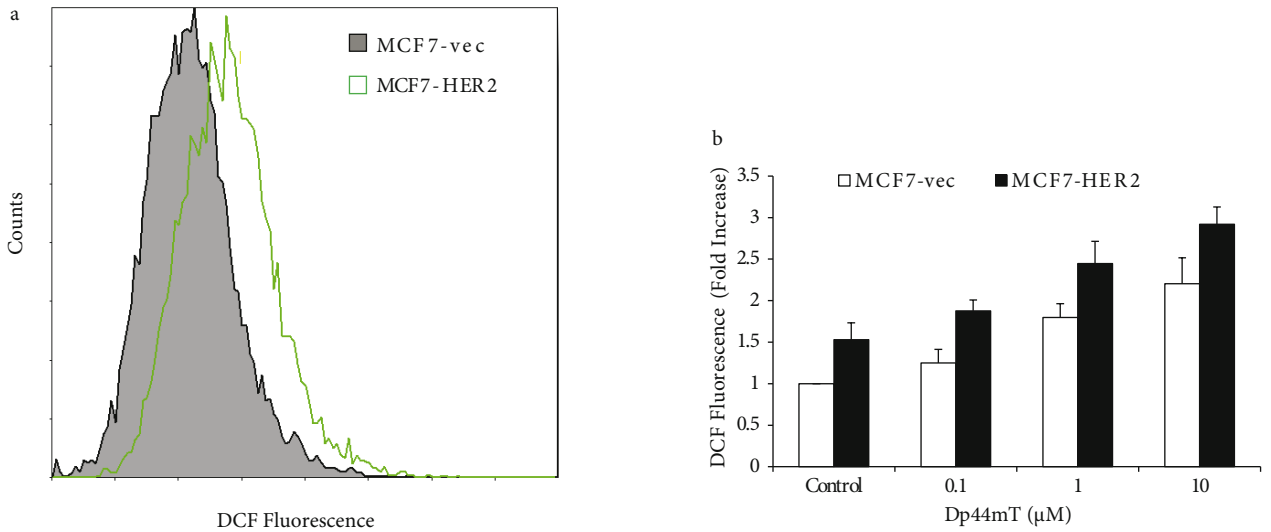 a
MCF7-vec
MCF7-HER2
Counts
DCF Fluorescence
b
MCF7-vec
MCF7-HER2
DCF Fluorescence (Fold Increase)
3.5
3
2.5
2
1.5
1
0.5
0
Control
0.1
1
10
Dp44mT (µM)